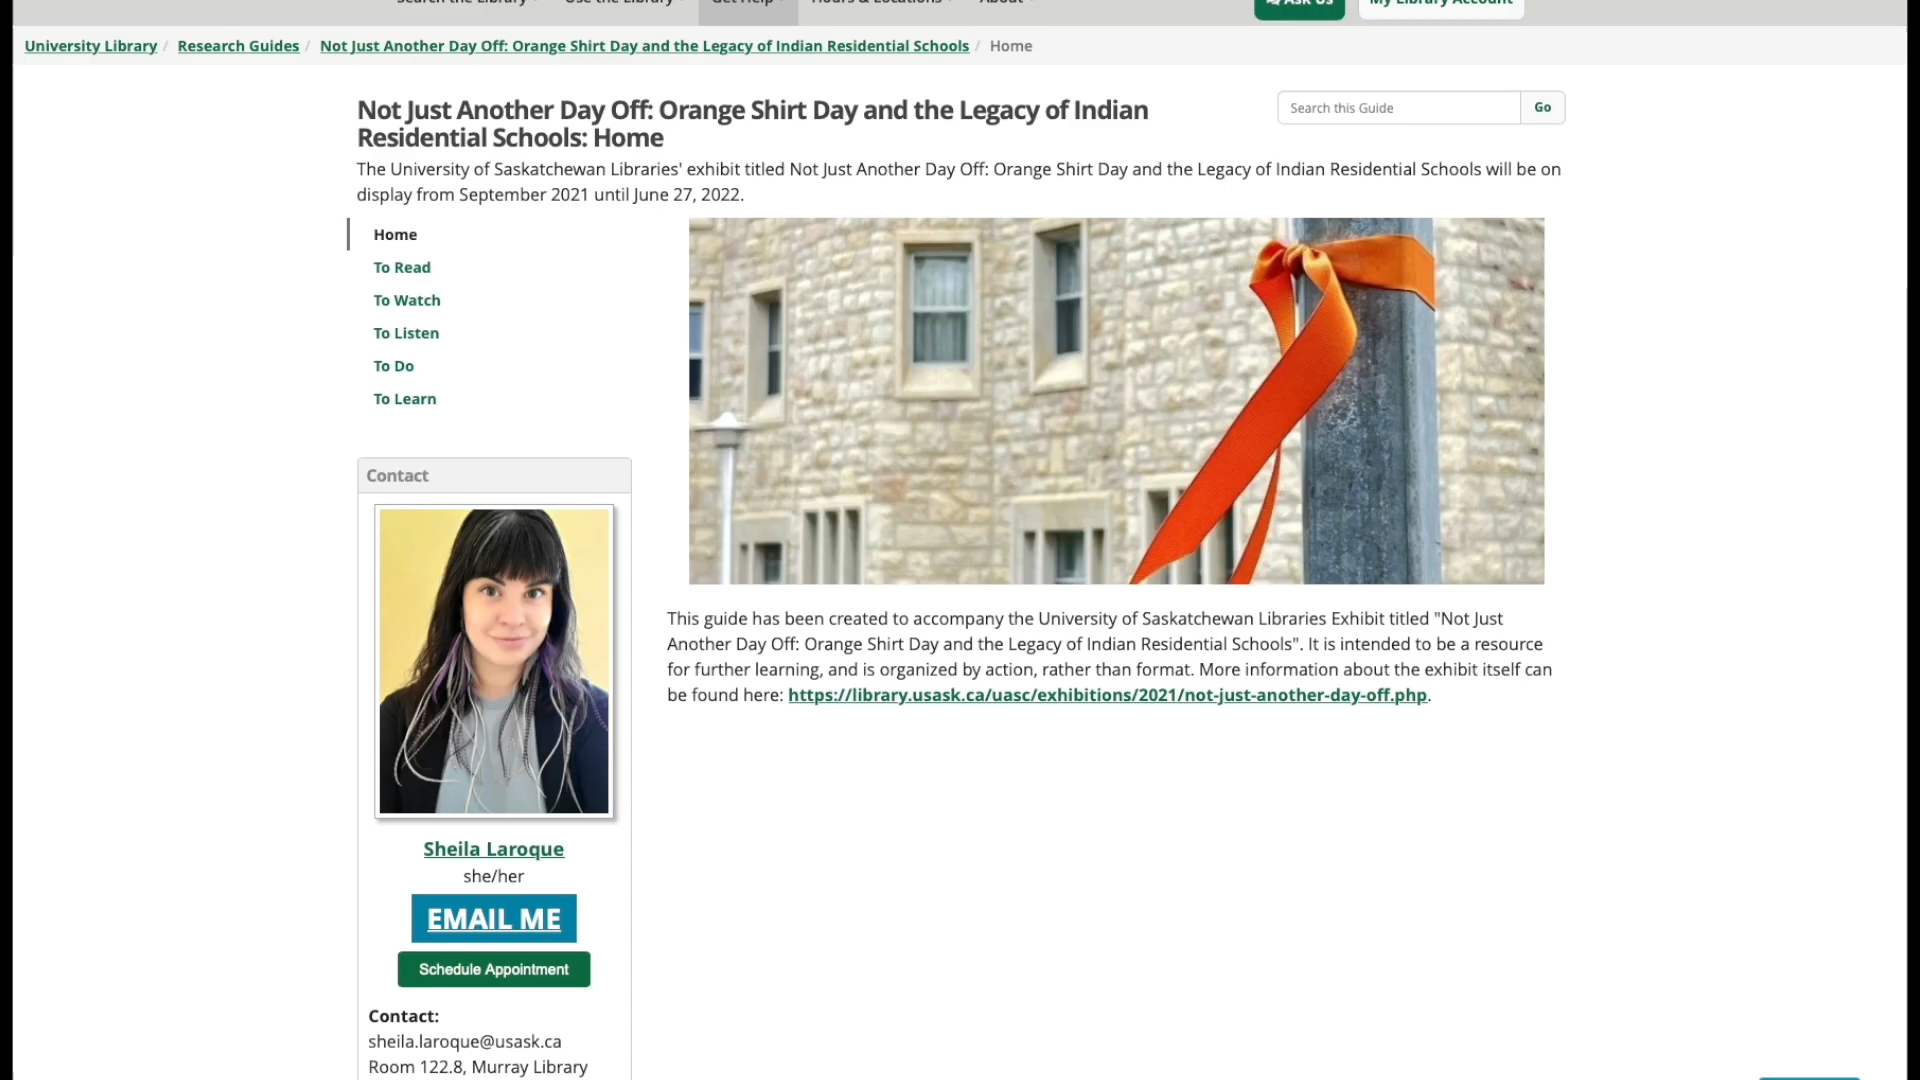 Search the Library Use the Library Get Help Hours & Locations About Ask Us My Library Account
University Library / Research Guides / Not Just Another Day Off: Orange Shirt Day and the Legacy of Indian Residential Schools / Home
Not Just Another Day Off: Orange Shirt Day and the Legacy of Indian
Residential Schools: Home
Search this Guide Go
The University of Saskatchewan Libraries' exhibit titled Not Just Another Day Off: Orange Shirt Day and the Legacy of Indian Residential Schools will be on
display from September 2021 until June 27, 2022.
Home
To Read
To Watch
To Listen
To Do
To Learn
Contact
Sheila Laroque
she/her
EMAIL ME
Schedule Appointment
Contact:
sheila.laroque@usask.ca
Room 122.8, Murray Library
This guide has been created to accompany the University of Saskatchewan Libraries Exhibit titled "Not Just
Another Day Off: Orange Shirt Day and the Legacy of Indian Residential Schools". It is intended to be a resource
for further learning, and is organized by action, rather than format. More information about the exhibit itself can
be found here: https://library.usask.ca/uasc/exhibitions/2021/not-just-another-day-off.php.